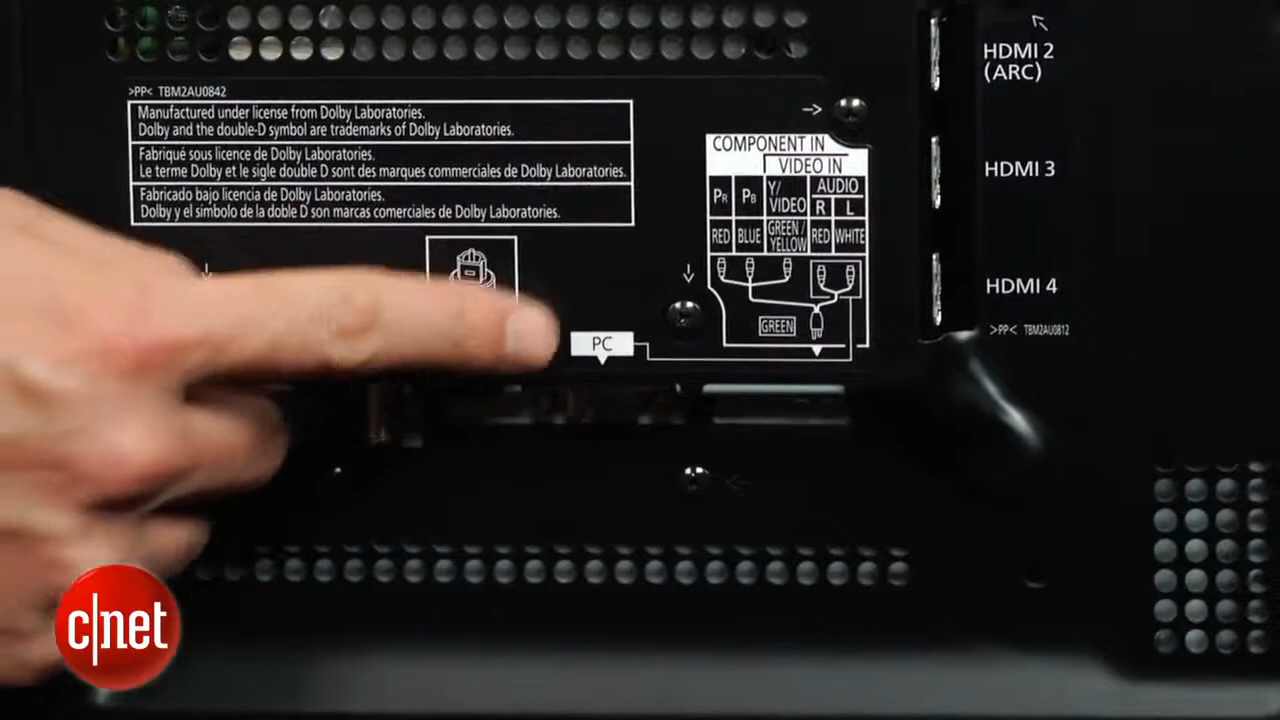 HDMI 2
(ARC)
>PP< TBM2AU0842
Manufactured under license from Dolby Laboratories.
Dolby and the double-D symbol are trademarks of Dolby Laboratories.
Fabriqué sous licence de Dolby Laboratories.
Le terme Dolby et le sigle double D sont des marques commerciales de Dolby Laboratories.
Fabricado bajo licencia de Dolby Laboratories.
Dolby y el símbolo de la doble D son marcas comerciales de Dolby Laboratories.
COMPONENT IN
VIDEO IN
PR PB Y/VIDEO AUDIO
R L
RED BLUE GREEN/YELLOW RED WHITE
GREEN
PC
HDMI 3
HDMI 4
>PP< TBM2AU0812
c|net